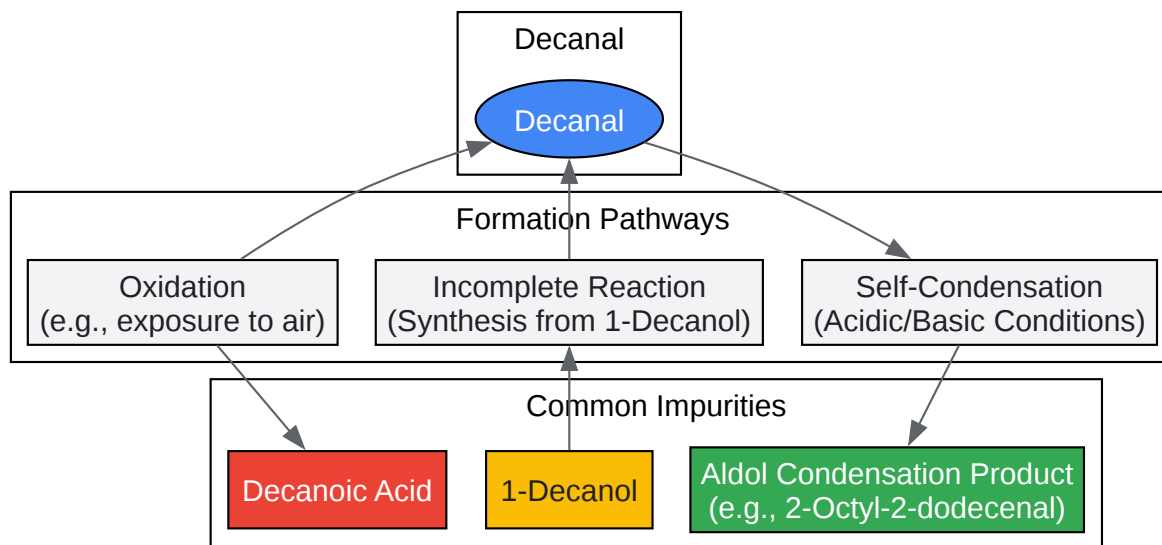 Decanal
Decanal
Formation Pathways
Oxidation
(e.g., exposure to air)
Incomplete Reaction
(Synthesis from 1-Decanol)
Self-Condensation
(Acidic/Basic Conditions)
Common Impurities
Decanoic Acid
1-Decanol
Aldol Condensation Product
(e.g., 2-Octyl-2-dodecenal)